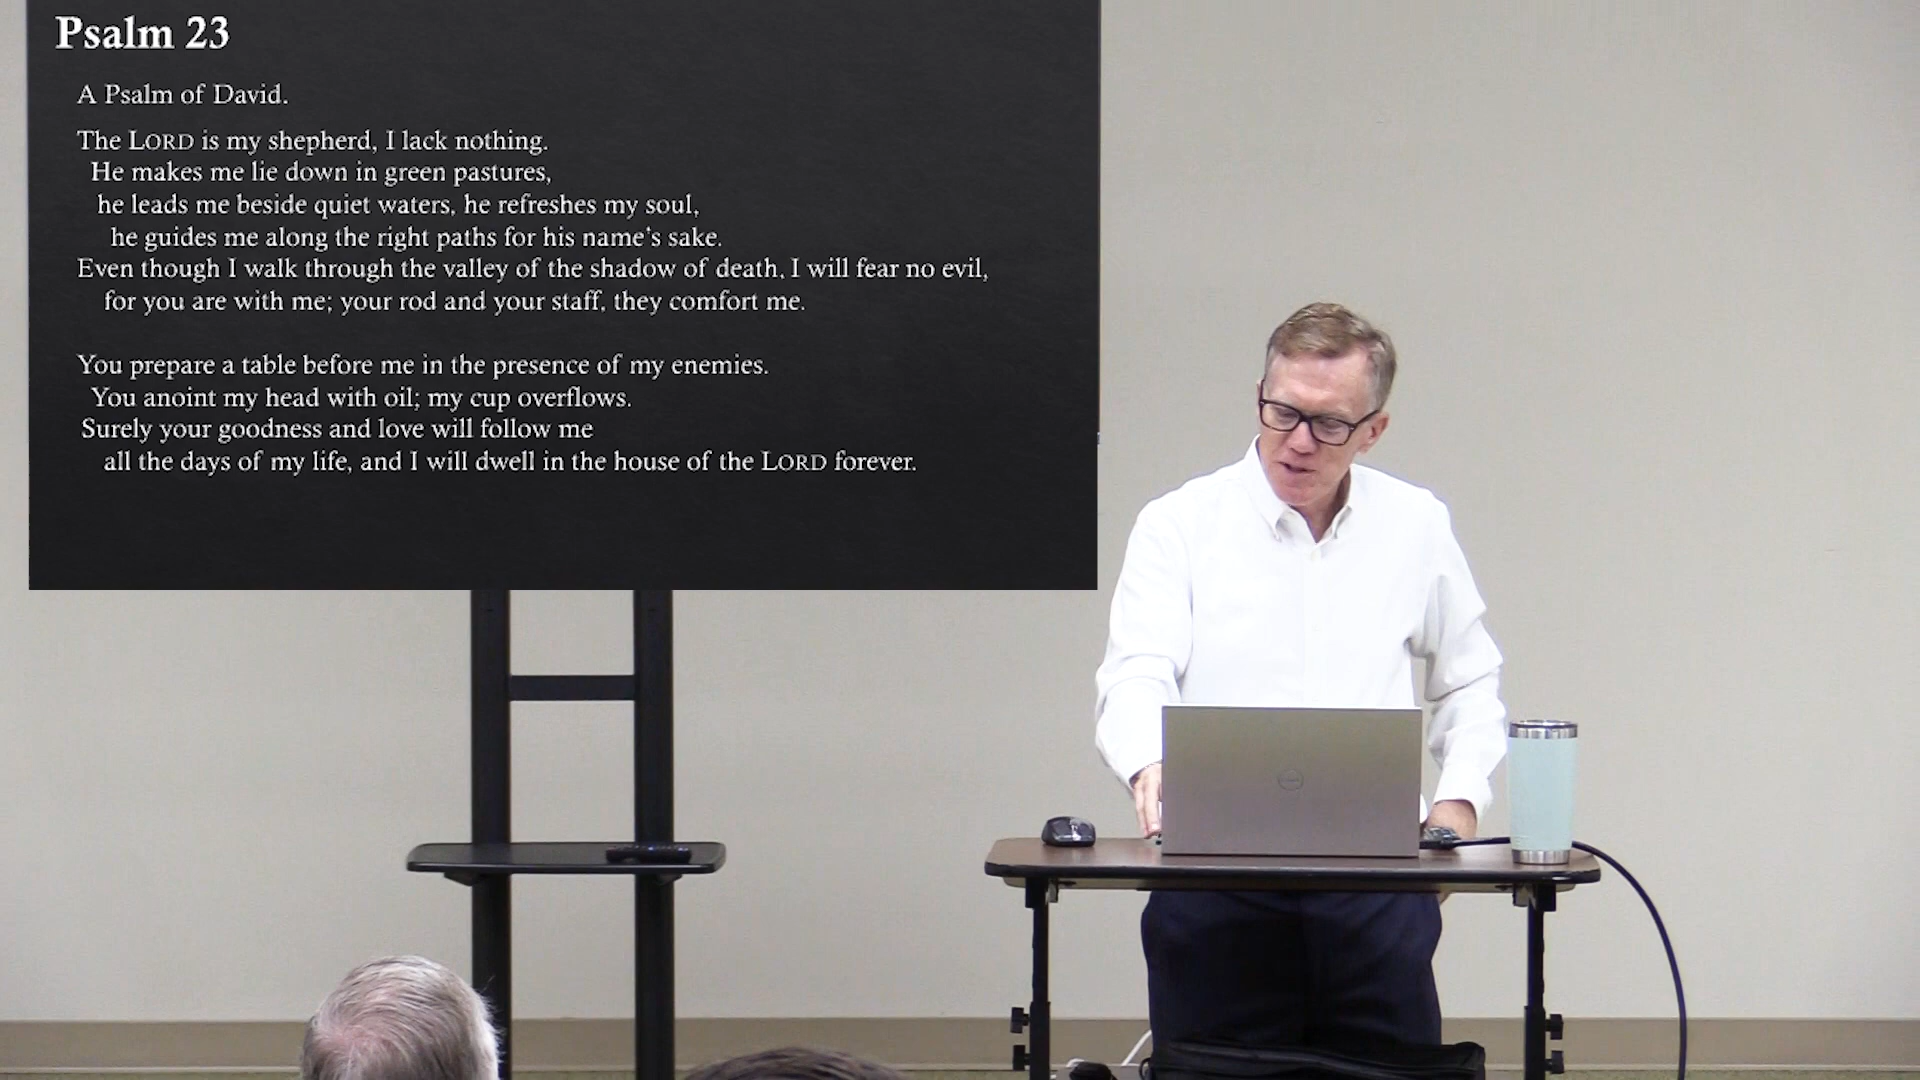 Psalm 23
A Psalm of David.
The LORD is my shepherd, I lack nothing.
He makes me lie down in green pastures,
he leads me beside quiet waters, he refreshes my soul,
he guides me along the right paths for his name's sake.
Even though I walk through the valley of the shadow of death, I will fear no evil,
for you are with me; your rod and your staff, they comfort me.
You prepare a table before me in the presence of my enemies.
You anoint my head with oil; my cup overflows.
Surely your goodness and love will follow me
all the days of my life, and I will dwell in the house of the LORD forever.